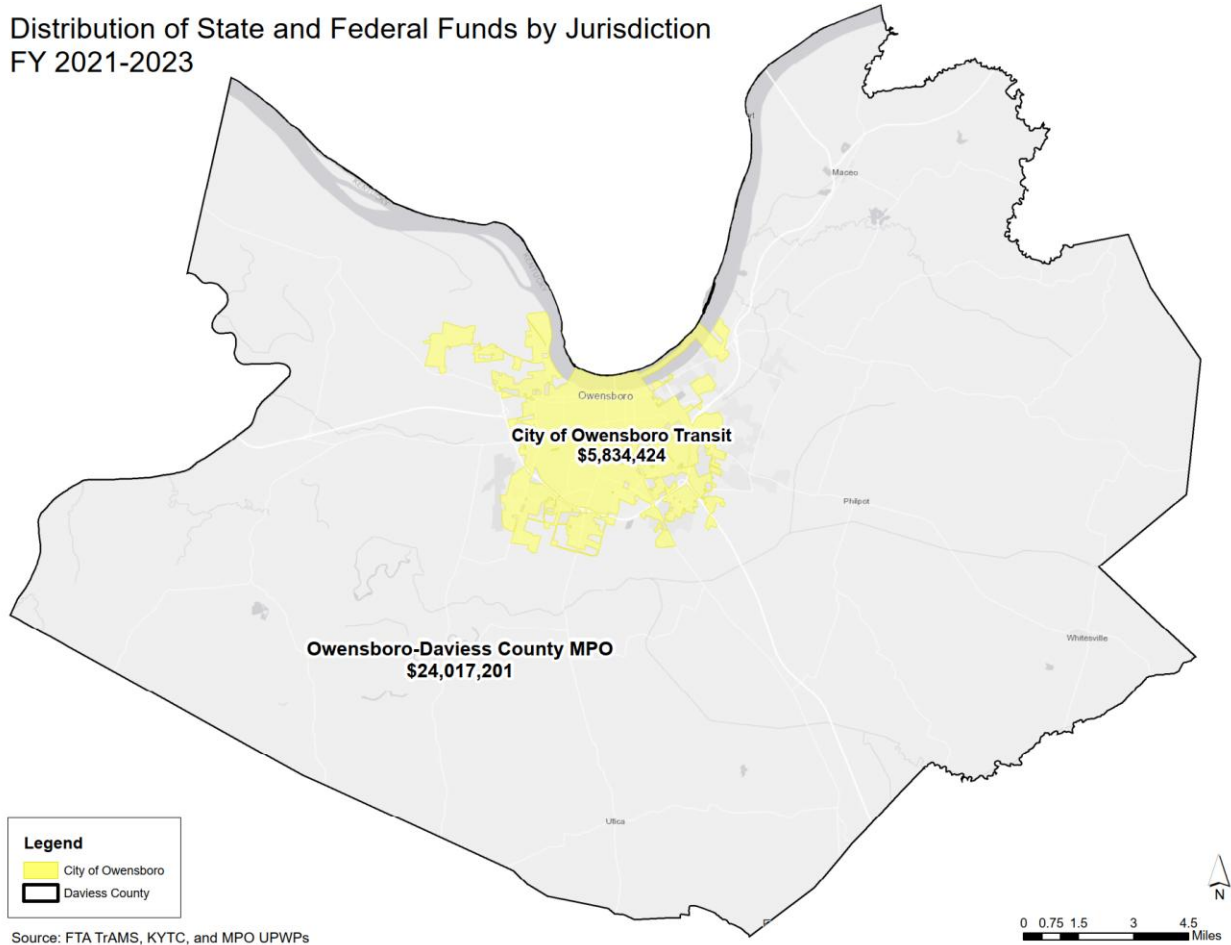 Distribution of State and Federal Funds by Jurisdiction
FY 2021-2023
Maceo
Owensboro
City of Owensboro Transit
$5,834,424
Philpot
Owensboro-Daviess County MPO
$24,017,201
Whitesville
Utica
Legend
City of Owensboro
Daviess County
N
0 0.75 1.5 3 4.5
Miles
Source: FTA TrAMS, KYTC, and MPO UPWPs